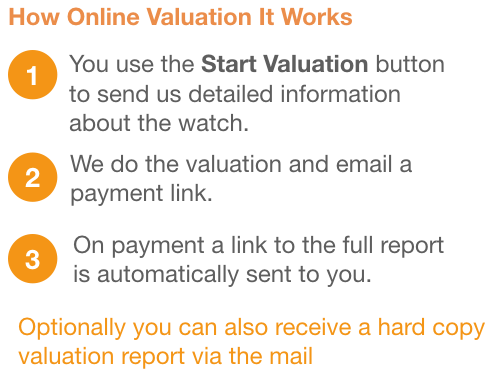 How Online Valuation It Works
1 You use the Start Valuation button
to send us detailed information
about the watch.
2 We do the valuation and email a
payment link.
3 On payment a link to the full report
is automatically sent to you.
Optionally you can also receive a hard copy
valuation report via the mail